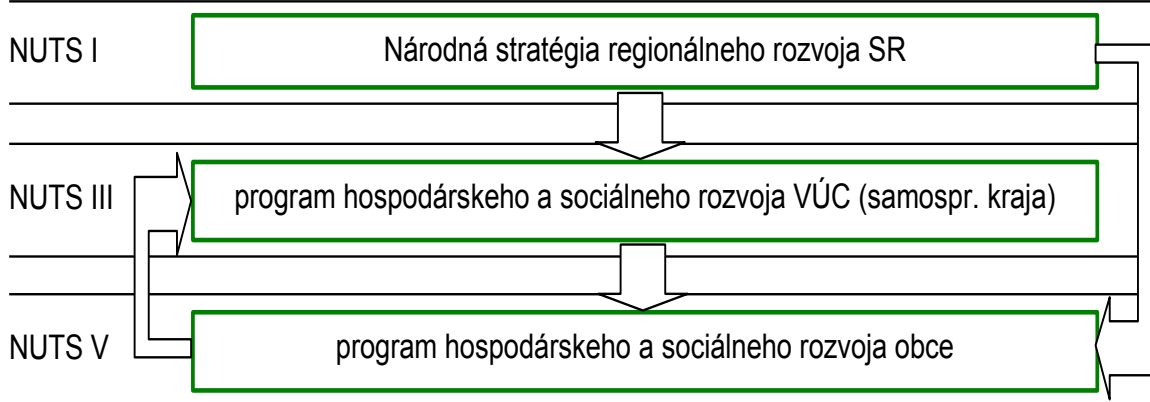 NUTS I
Národná stratégia regionálneho rozvoja SR
NUTS III
program hospodárskeho a sociálneho rozvoja VÚC (samospr. kraja)
NUTS V
program hospodárskeho a sociálneho rozvoja obce